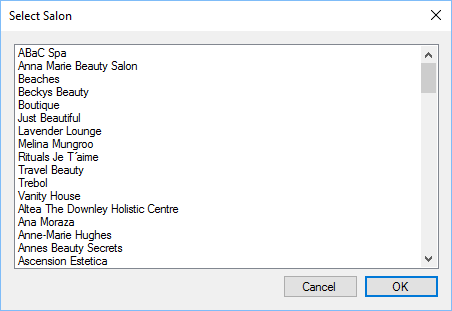 Select Salon
ABaC Spa
Anna Marie Beauty Salon
Beaches
Beckys Beauty
Boutique
Just Beautiful
Lavender Lounge
Melina Mungroo
Rituals Je T´aime
Travel Beauty
Trebol
Vanity House
Altea The Downley Holistic Centre
Ana Moraza
Anne-Marie Hughes
Annes Beauty Secrets
Ascension Estetica
Cancel OK